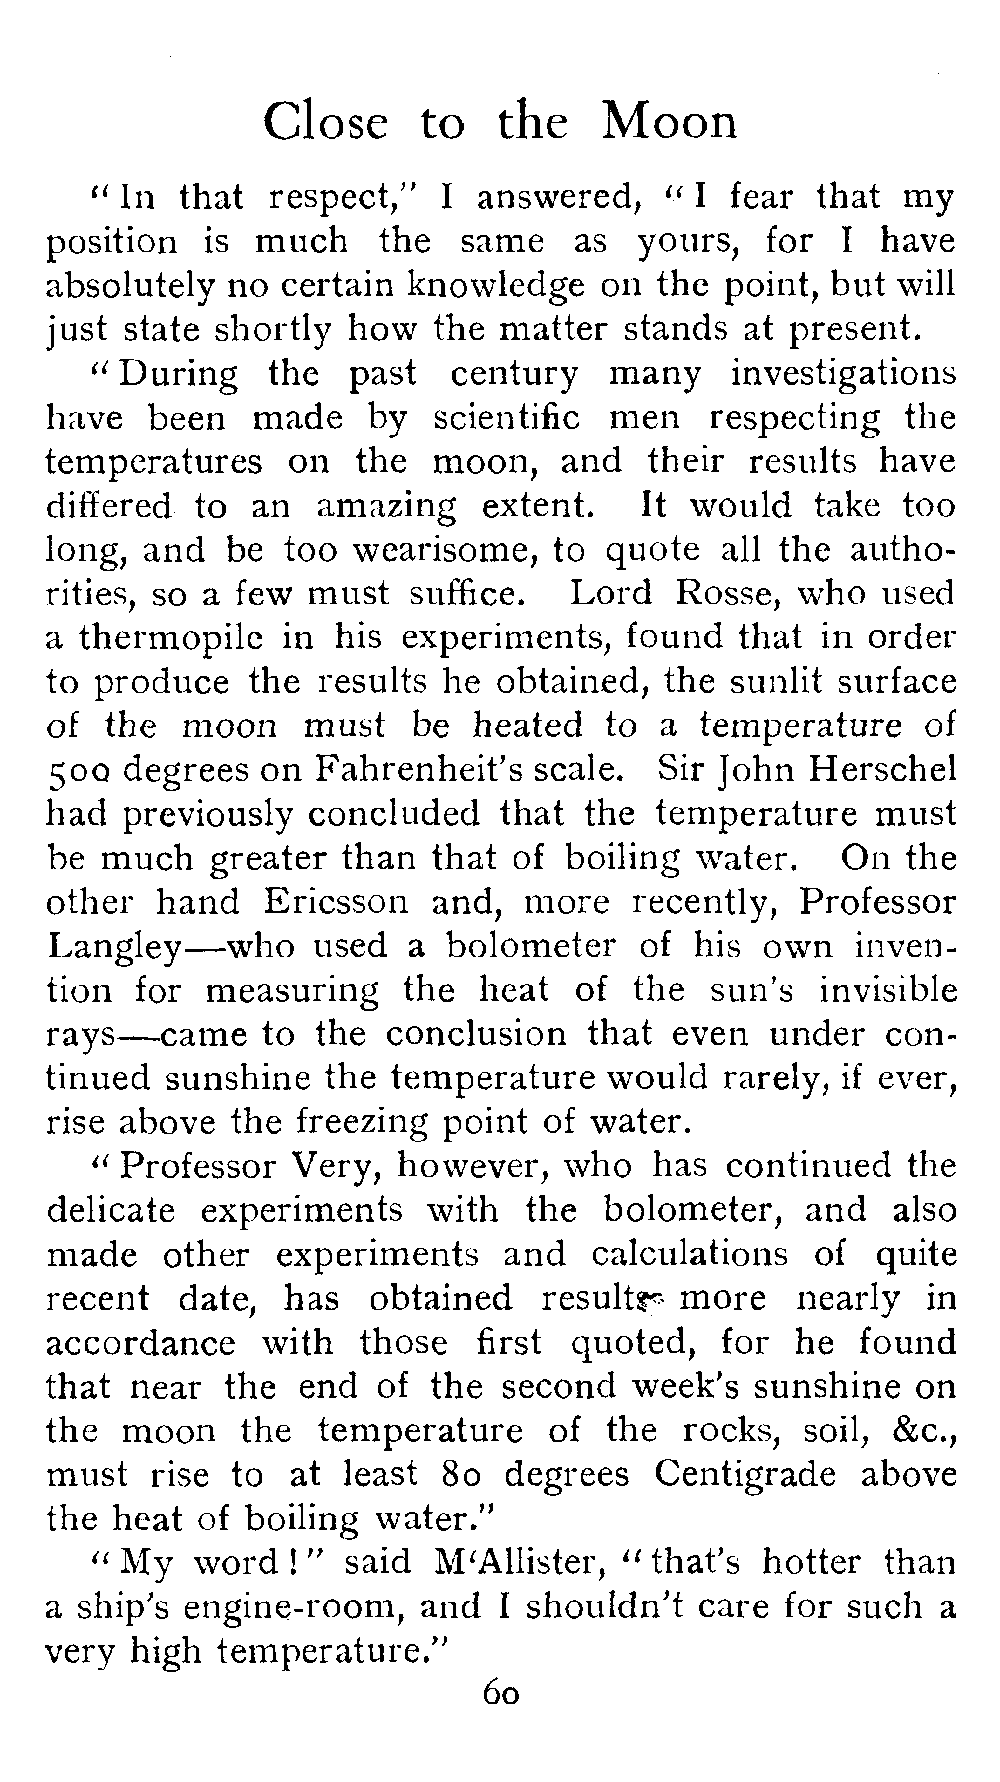 Close to the Moon
" In that respect," I answered, " I fear that my
position is much the same as yours, for I have
absolutely no certain knowledge on the point, but will
just state shortly how the matter stands at present.
" During the past century many investigations
have been made by scientific men respecting the
temperatures on the moon, and their results have
differed to an amazing extent. It would take too
long, and be too wearisome, to quote all the autho-
rities, so a few must suffice. Lord Rosse, who used
a thermopile in his experiments, found that in order
to produce the results he obtained, the sunlit surface
of the moon must be heated to a temperature of
500 degrees on Fahrenheit's scale. Sir John Herschel
had previously concluded that the temperature must
be much greater than that of boiling water. On the
other hand Ericsson and, more recently, Professor
Langley—who used a bolometer of his own inven-
tion for measuring the heat of the sun's invisible
rays—came to the conclusion that even under con-
tinued sunshine the temperature would rarely, if ever,
rise above the freezing point of water.
" Professor Very, however, who has continued the
delicate experiments with the bolometer, and also
made other experiments and calculations of quite
recent date, has obtained results more nearly in
accordance with those first quoted, for he found
that near the end of the second week's sunshine on
the moon the temperature of the rocks, soil, &c.,
must rise to at least 80 degrees Centigrade above
the heat of boiling water."
" My word ! " said M'Allister, " that's hotter than
a ship's engine-room, and I shouldn't care for such a
very high temperature."
60